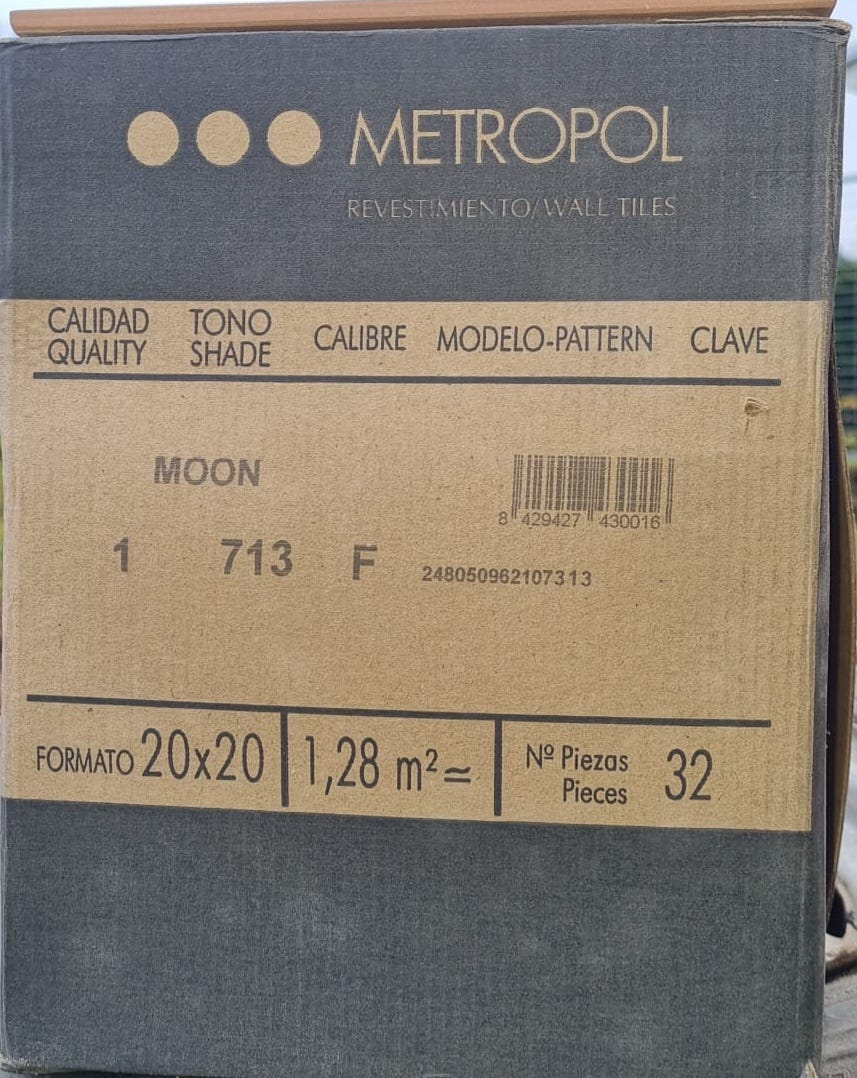 METROPOL
REVESTIMIENTO/WALL TILES
CALIDAD TONO CALIBRE MODELO-PATTERN CLAVE
QUALITY SHADE
MOON
8 429427 430016
1 713 F 248050962107313
FORMATO 20x20 1,28 m² ≃ Nº Piezas 32
Pieces